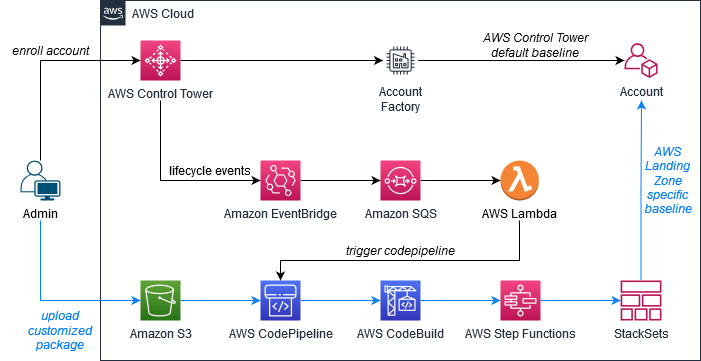 aws
AWS Cloud
enroll account
AWS Control Tower
default baseline
AWS Control Tower
Account
Factory
Account
lifecycle events
Admin
Amazon EventBridge
Amazon SQS
AWS Lambda
AWS
Landing
Zone
specific
baseline
trigger codepipeline
upload
customized
package
Amazon S3
AWS CodePipeline
AWS CodeBuild
AWS Step Functions
StackSets